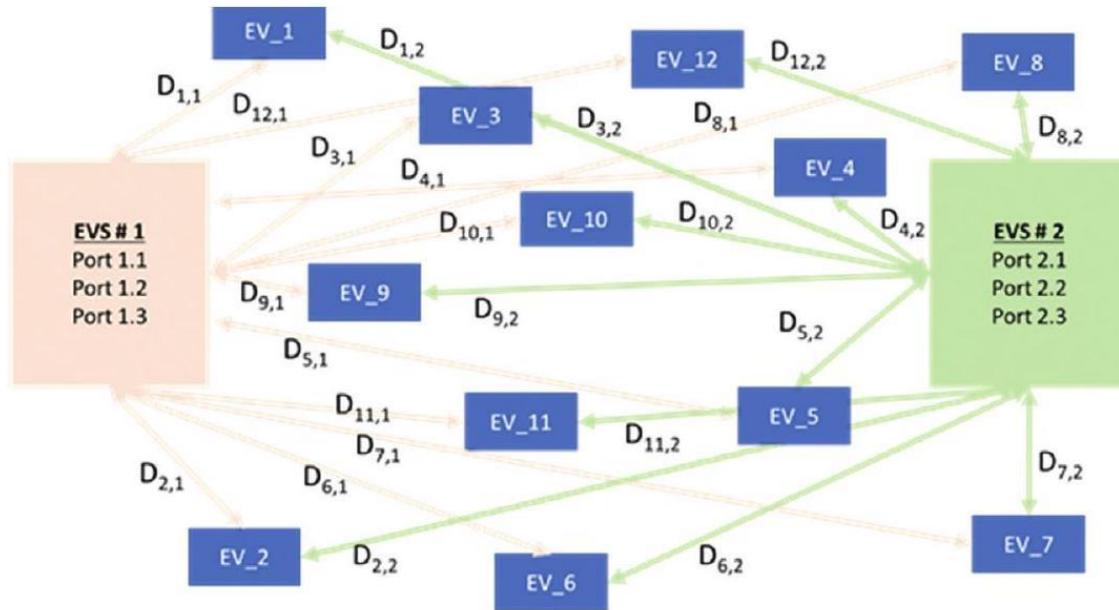 EV_1
D1,2
EV_12
D12,2
EV_8
D1,1
D12,1
EV_3
D3,2
D8,1
D8,2
D3,1
D4,1
EV_4
EVS # 1
Port 1.1
Port 1.2
Port 1.3
D10,1
EV_10
D10,2
D4,2
EVS # 2
Port 2.1
Port 2.2
Port 2.3
D9,1
EV_9
D9,2
D5,2
D5,1
D11,1
EV_11
D11,2
EV_5
D7,1
D2,1
D6,1
D7,2
EV_2
D2,2
EV_6
D6,2
EV_7